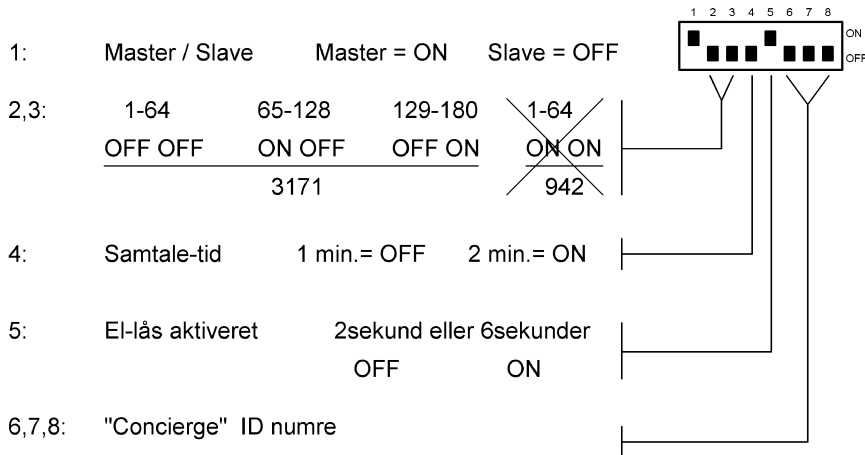 1 2 3 4 5 6 7 8
ON
OFF
1: Master / Slave Master = ON Slave = OFF
2,3: 1-64 65-128 129-180 1-64
OFF OFF ON OFF OFF ON ON ON
3171 942
4: Samtale-tid 1 min.= OFF 2 min.= ON
5: El-lås aktiveret 2sekund eller 6sekunder
OFF ON
6,7,8: "Concierge" ID numre